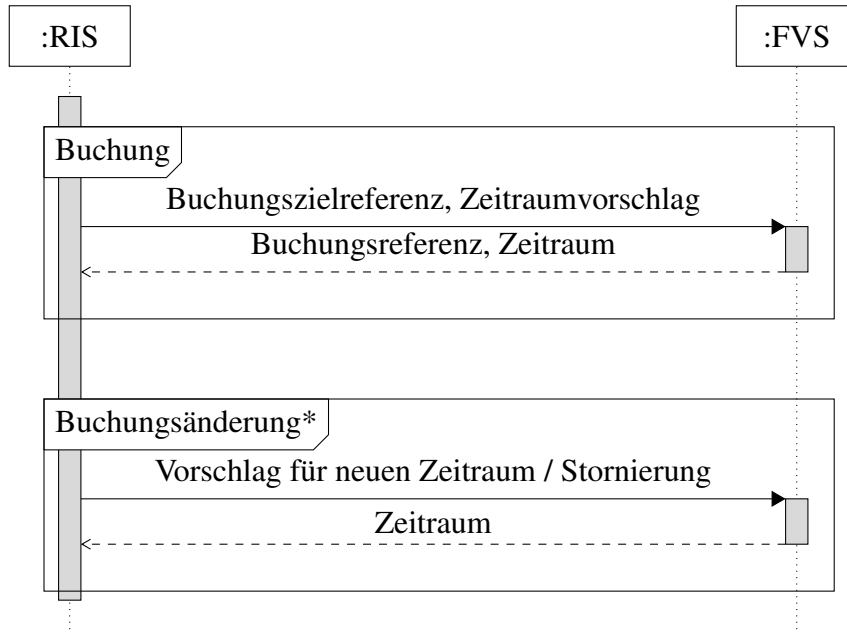 :RIS
:FVS
Buchung
Buchungszielreferenz, Zeitraumvorschlag
Buchungsreferenz, Zeitraum
Buchungsänderung*
Vorschlag für neuen Zeitraum / Stornierung
Zeitraum